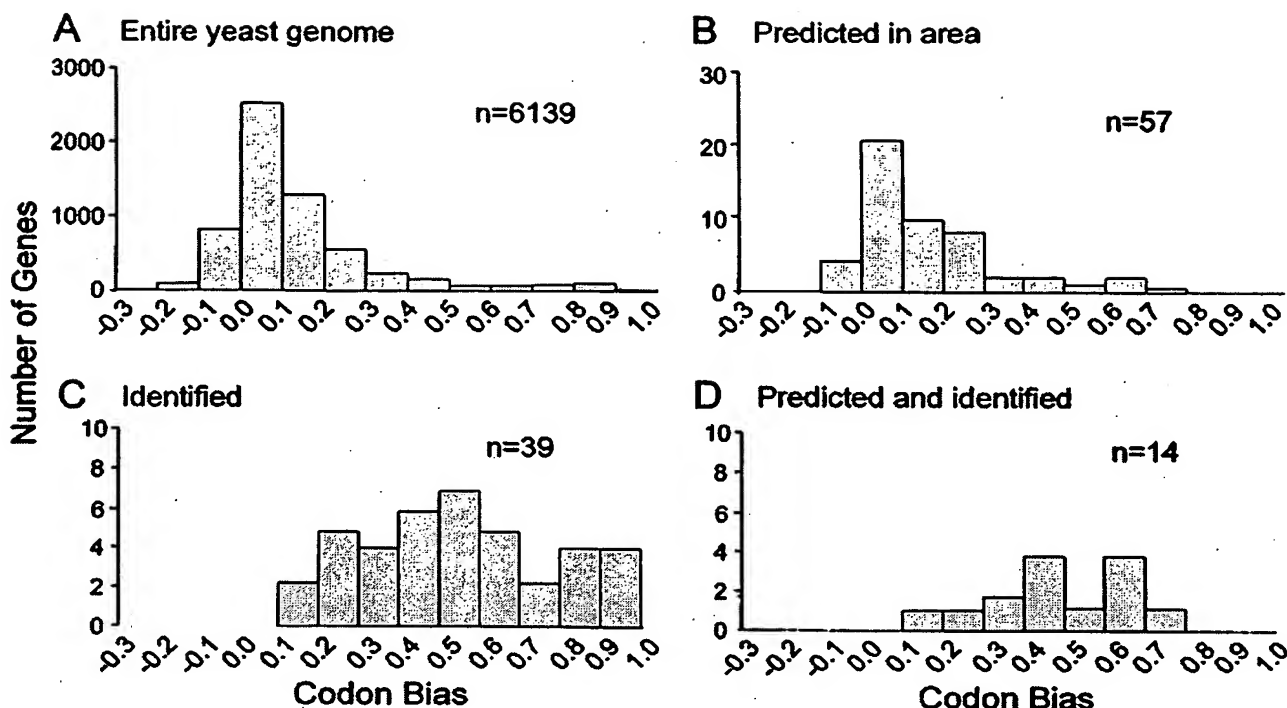 A Entire yeast genome
3000
2000
1000
0
n=6139
-0.3 -0.2 -0.1 0.0 0.1 0.2 0.3 0.4 0.5 0.6 0.7 0.8 0.9 1.0
B Predicted in area
30
20
10
0
n=57
-0.3 -0.2 -0.1 0.0 0.1 0.2 0.3 0.4 0.5 0.6 0.7 0.8 0.9 1.0
Number of Genes
C Identified
10
8
6
4
2
0
n=39
-0.3 -0.2 -0.1 0.0 0.1 0.2 0.3 0.4 0.5 0.6 0.7 0.8 0.9 1.0
Codon Bias
D Predicted and identified
10
8
6
4
2
0
n=14
-0.3 -0.2 -0.1 0.0 0.1 0.2 0.3 0.4 0.5 0.6 0.7 0.8 0.9 1.0
Codon Bias